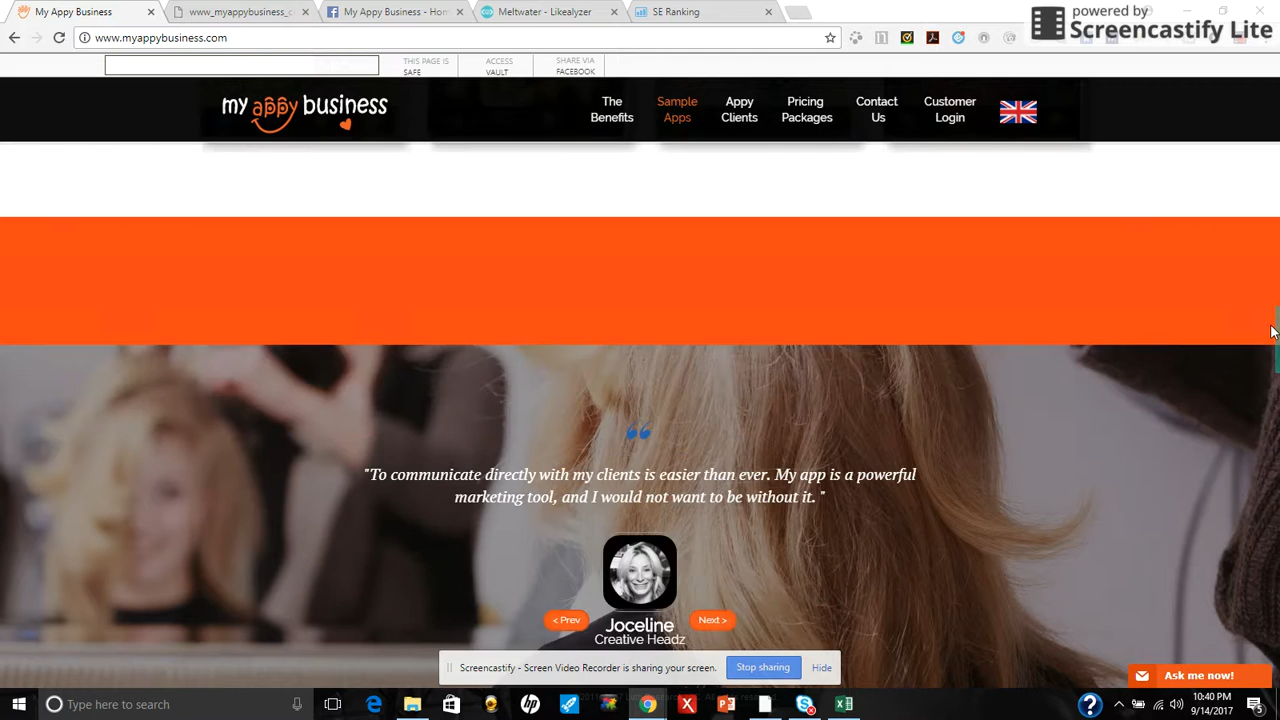 My Appy Business
www_myappybusiness_c
My Appy Business - Hom
Meltwater - Likealyzer
SE Ranking
powered by
Screencastify Lite
www.myappybusiness.com
THIS PAGE IS
SAFE
ACCESS
VAULT
SHARE VIA
FACEBOOK
my appy business
The
Benefits
Sample
Apps
Appy
Clients
Pricing
Packages
Contact
Us
Customer
Login
"To communicate directly with my clients is easier than ever. My app is a powerful
marketing tool, and I would not want to be without it. "
< Prev
Next >
Joceline
Creative Headz
Screencastify - Screen Video Recorder is sharing your screen.
Stop sharing
Hide
Ask me now!
Type here to search
10:40 PM
9/14/2017